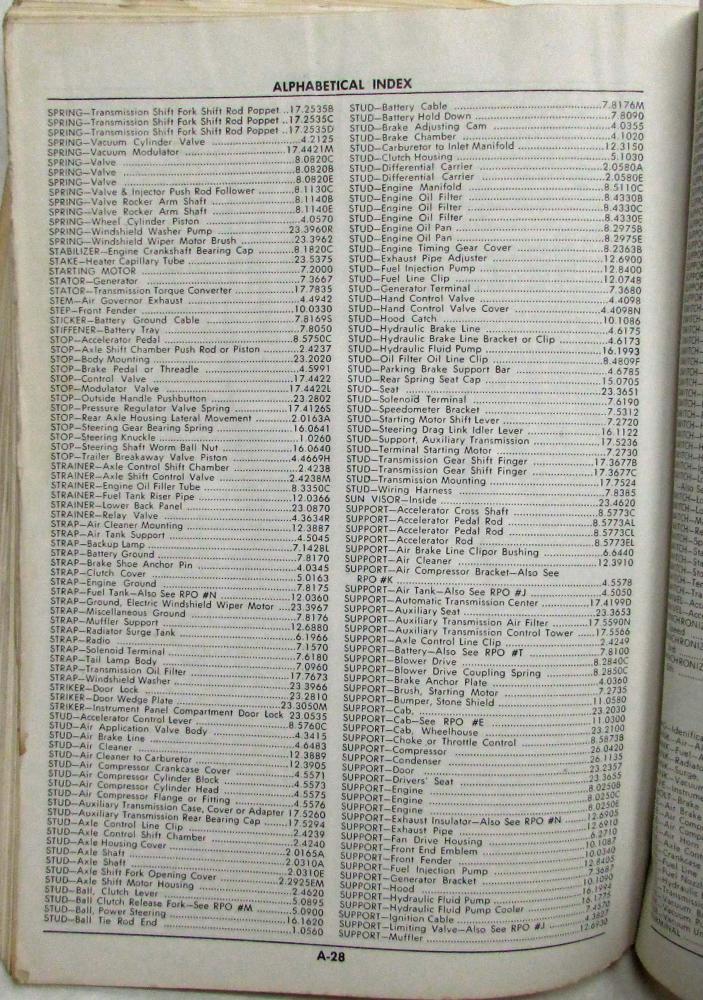 ALPHABETICAL INDEX
SPRING—Transmission Shift Fork Shift Rod Poppet ..17.2535B
SPRING—Transmission Shift Fork Shift Rod Poppet ..17.2535C
SPRING—Transmission Shift Fork Shift Rod Poppet ..17.2535D
SPRING—Vacuum Cylinder Valve ..4.2125
SPRING—Vacuum Modulator ..17.4421M
SPRING—Valve ..8.0820C
SPRING—Valve ..8.0820B
SPRING—Valve ..8.0820E
SPRING—Valve & Injector Push Rod Follower ..8.1130C
SPRING—Valve Rocker Arm Shaft ..8.1140B
SPRING—Valve Rocker Arm Shaft ..8.1140E
SPRING—Wheel Cylinder Piston ..4.0570
SPRING—Windshield Washer Pump ..23.3960R
SPRING—Windshield Wiper Motor Brush ..23.3962
STABILIZER—Engine Crankshaft Bearing Cap ..8.1820C
STAKE—Heater Capillary Tube ..23.5375
STARTING MOTOR ..7.2000
STATOR—Generator ..7.3667
STATOR—Transmission Torque Converter ..17.7835
STEM—Air Governor Exhaust ..4.4942
STEP—Front Fender ..10.0330
STICKER—Battery Ground Cable ..7.8169S
STIFFENER—Battery Tray ..7.8050
STOP—Accelerator Pedal ..8.5750C
STOP—Axle Shift Chamber Push Rod or Piston ..2.4237
STOP—Body Mounting ..23.2020
STOP—Brake Pedal or Threadle ..4.5991
STOP—Control Valve ..17.4422
STOP—Modulator Valve ..17.4422L
STOP—Outside Handle Pushbutton ..23.2802
STOP—Pressure Regulator Valve Spring ..17.4126S
STOP—Rear Axle Housing Lateral Movement ..2.0163A
STOP—Steering Gear Bearing Spring ..16.0641
STOP—Steering Knuckle ..1.0260
STOP—Steering Shaft Worm Ball Nut ..16.0640
STOP—Trailer Breakaway Valve Piston ..4.4669H
STRAINER—Axle Control Shift Chamber ..2.4238
STRAINER—Axle Shift Control Valve ..2.4238M
STRAINER—Engine Oil Filler Tube ..8.3350C
STRAINER—Fuel Tank Riser Pipe ..12.0366
STRAINER—Lower Back Panel ..23.0870
STRAINER—Relay Valve ..4.3634R
STRAP—Air Cleaner Mounting ..12.3887
STRAP—Air Tank Support ..4.5045
STRAP—Backup Lamp ..7.1428L
STRAP—Battery Ground ..7.8170
STRAP—Brake Shoe Anchor Pin ..4.0345
STRAP—Clutch Cover ..5.0163
STRAP—Engine Ground ..7.8175
STRAP—Fuel Tank—Also See RPO #N ..12.0360
STRAP—Ground, Electric Windshield Wiper Motor ..23.3967
STRAP—Miscellaneous Ground ..7.8176
STRAP—Muffler Support ..12.6880
STRAP—Radiator Surge Tank ..6.1966
STRAP—Radio ..7.1570
STRAP—Solenoid Terminal ..7.6180
STRAP—Tail Lamp Body ..7.0960
STRAP—Transmission Oil Filter ..17.7673
STRAP—Windshield Washer ..23.3966
STRIKER—Door Lock ..23.2810
STRIKER—Door Wedge Plate ..23.3050M
STRIKER—Instrument Panel Compartment Door Lock 23.0535
STUD—Accelerator Control Lever ..8.5760C
STUD—Air Application Valve Body ..4.3415
STUD—Air Brake Line ..4.6483
STUD—Air Cleaner ..12.3889
STUD—Air Cleaner to Carburetor ..12.3905
STUD—Air Compressor Crankcase Cover ..4.5571
STUD—Air Compressor Cylinder Block ..4.5573
STUD—Air Compressor Cylinder Head ..4.5575
STUD—Air Compressor Flange or Fitting ..4.5576
STUD—Auxiliary Transmission Case, Cover or Adapter 17.5260
STUD—Auxiliary Transmission Rear Bearing Cap ..17.5294
STUD—Axle Control Line Clip ..2.4239
STUD—Axle Control Shift Chamber ..2.4240
STUD—Axle Housing Cover ..2.0165A
STUD—Axle Shaft ..2.0310A
STUD—Axle Shaft ..2.0310E
STUD—Axle Shift Fork Opening Cover ..2.2925EM
STUD—Axle Shift Motor Housing ..2.4620
STUD—Ball, Clutch Lever ..5.0895
STUD—Ball Clutch Release Fork—See RPO #M ..5.0900
STUD—Ball, Power Steering ..16.1620
STUD—Ball Tie Rod End ..1.0560
STUD—Battery Cable ..7.8176M
STUD—Battery Hold Down ..7.8090
STUD—Brake Adjusting Cam ..4.0355
STUD—Brake Chamber ..4.1020
STUD—Carburetor to Inlet Manifold ..12.3150
STUD—Clutch Housing ..5.1030
STUD—Differential Carrier ..2.0580A
STUD—Differential Carrier ..2.0580E
STUD—Engine Manifold ..8.5110C
STUD—Engine Oil Filter ..8.4330B
STUD—Engine Oil Filter ..8.4330C
STUD—Engine Oil Filter ..8.4330E
STUD—Engine Oil Pan ..8.2975B
STUD—Engine Oil Pan ..8.2975E
STUD—Engine Timing Gear Cover ..8.2363B
STUD—Exhaust Pipe Adjuster ..12.6900
STUD—Fuel Injection Pump ..12.8400
STUD—Fuel Line Clip ..12.0748
STUD—Generator Terminal ..7.3680
STUD—Hand Control Valve ..4.4098
STUD—Hand Control Valve Cover ..4.4098N
STUD—Hood Catch ..10.1086
STUD—Hydraulic Brake Line ..4.6175
STUD—Hydraulic Brake Line Bracket or Clip ..4.6173
STUD—Hydraulic Fluid Pump ..16.1993
STUD—Oil Filter Oil Line Clip ..8.4809F
STUD—Parking Brake Support Bar ..4.6785
STUD—Rear Spring Seat Cap ..15.0705
STUD—Seat ..23.3651
STUD—Solenoid Terminal ..7.6190
STUD—Speedometer Bracket ..7.5312
STUD—Starting Motor Shift Lever ..7.2720
STUD—Steering Drag Link Idler Lever ..16.1122
STUD—Support, Auxiliary Transmission ..17.5236
STUD—Terminal Starting Motor ..7.2730
STUD—Transmission Gear Shift Finger ..17.3677B
STUD—Transmission Gear Shift Finger ..17.3677C
STUD—Transmission Mounting ..17.7524
STUD—Wiring Harness ..7.8385
SUN VISOR—Inside ..23.4620
SUPPORT—Accelerator Cross Shaft ..8.5773C
SUPPORT—Accelerator Pedal Rod ..8.5773AL
SUPPORT—Accelerator Pedal Rod ..8.5773CL
SUPPORT—Accelerator Rod ..8.5773EL
SUPPORT—Air Brake Line Clipor Bushing ..6.6440
SUPPORT—Air Cleaner ..12.3910
SUPPORT—Air Compressor Bracket—Also See
RPO #K ..4.5578
SUPPORT—Air Tank—Also See RPO #J ..4.5050
SUPPORT—Automatic Transmission Center ..17.4199D
SUPPORT—Auxiliary Seat ..23.3653
SUPPORT—Auxiliary Transmission Air Filter ..17.5590N
SUPPORT—Auxiliary Transmission Control Tower ..17.5566
SUPPORT—Axle Control Line Clip ..2.4249
SUPPORT—Battery—Also See RPO #T ..7.8100
SUPPORT—Blower Drive ..8.2840C
SUPPORT—Blower Drive Coupling Spring ..8.2850C
SUPPORT—Brake Anchor Plate ..4.0360
SUPPORT—Brush, Starting Motor ..7.2735
SUPPORT—Bumper, Stone Shield ..11.0580
SUPPORT—Cab, ..23.2030
SUPPORT—Cab—See RPO #E ..11.0300
SUPPORT—Cab, Wheelhouse ..23.2100
SUPPORT—Choke or Throttle Control ..8.5873B
SUPPORT—Compressor ..26.0420
SUPPORT—Condenser ..26.1135
SUPPORT—Door ..23.2357
SUPPORT—Drivers' Seat ..23.3655
SUPPORT—Engine ..8.0250B
SUPPORT—Engine ..8.0250C
SUPPORT—Engine ..8.0250E
SUPPORT—Exhaust Insulator—Also See RPO #N ..12.6905
SUPPORT—Exhaust Pipe ..12.6910
SUPPORT—Fan Drive Housing ..6.2710
SUPPORT—Front End Emblem ..10.1087
SUPPORT—Front Fender ..10.0340
SUPPORT—Fuel Injection Pump ..12.8405
SUPPORT—Generator Bracket ..7.3687
SUPPORT—Hood ..10.1090
SUPPORT—Hydraulic Fluid Pump ..16.1994
SUPPORT—Hydraulic Fluid Pump Cooler ..16.1775
SUPPORT—Ignition Cable ..7.4570
SUPPORT—Limiting Valve—Also See RPO #J ..4.3807
SUPPORT—Muffler ..12.6930
A-28